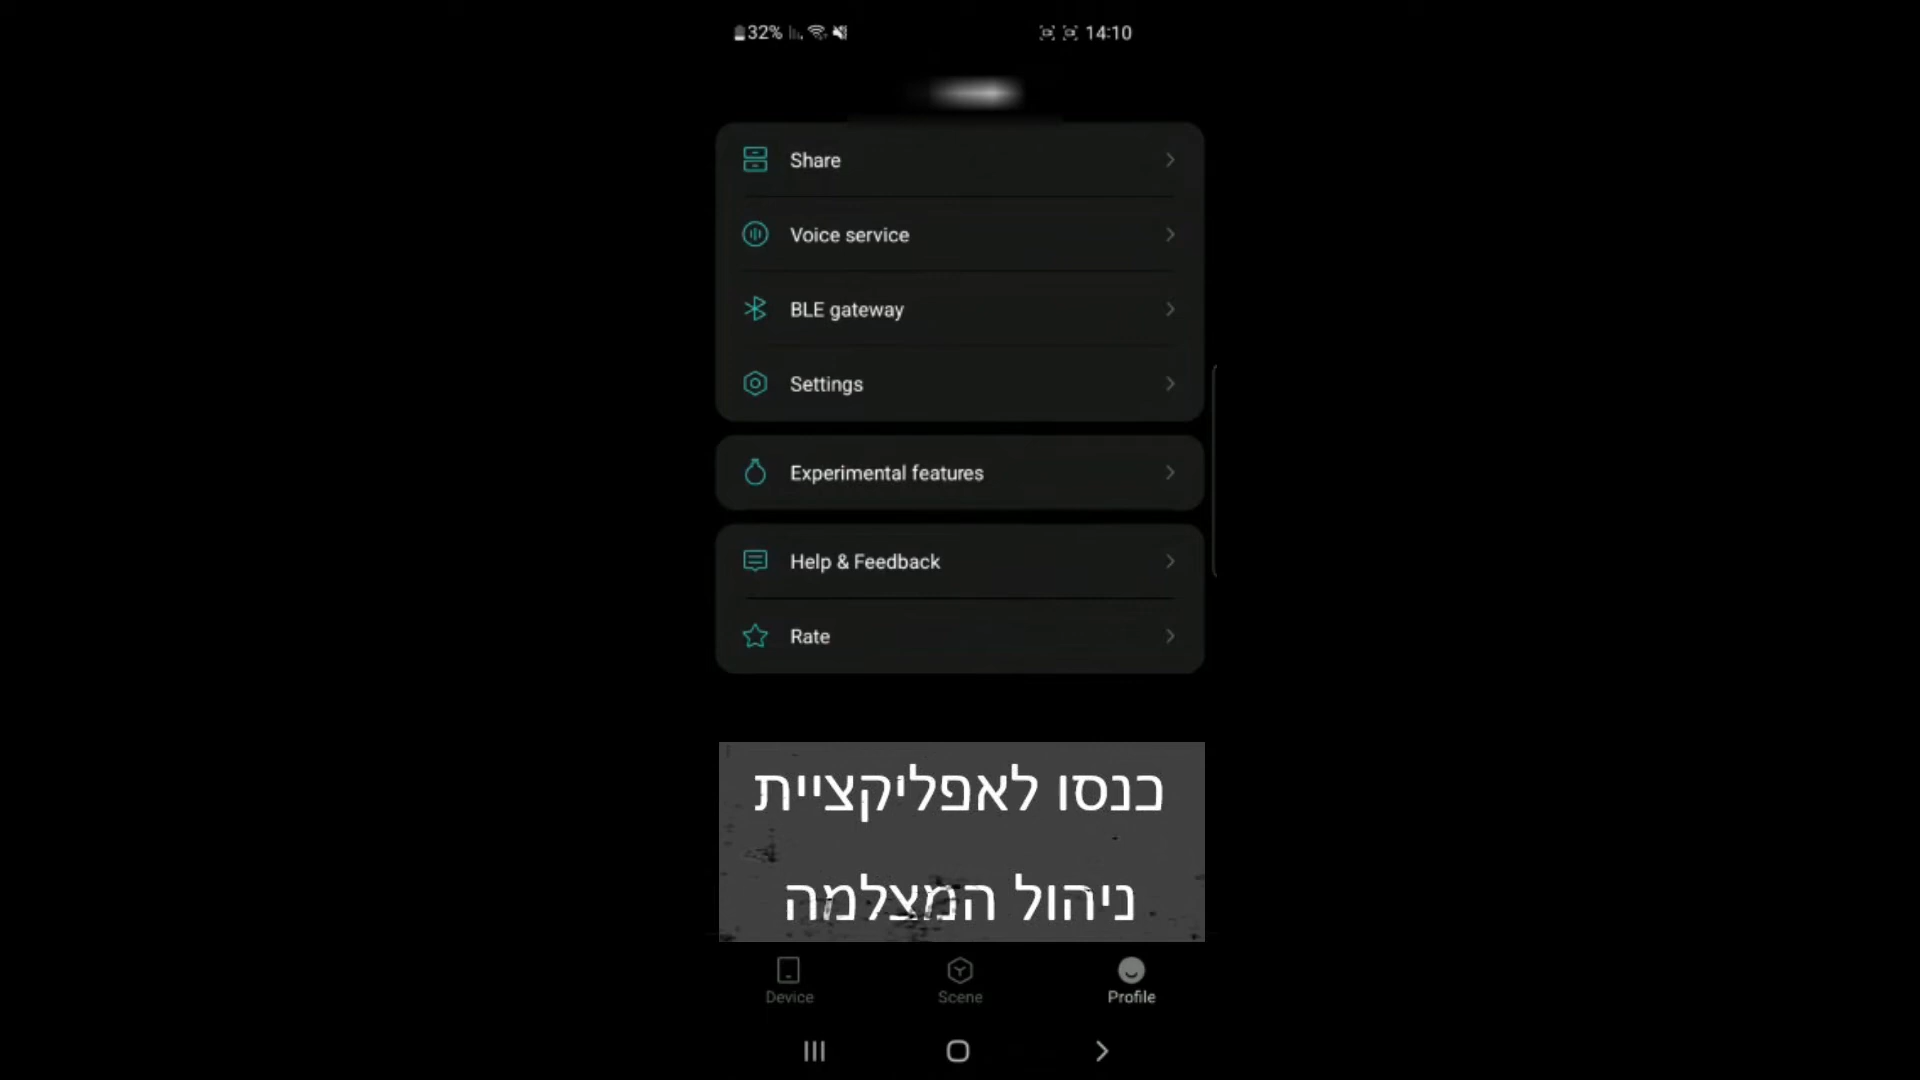 32%
14:10
Share
Voice service
BLE gateway
Settings
Experimental features
Help & Feedback
Rate
כנסו לאפליקציית
ניהול המצלמה
Device
Scene
Profile